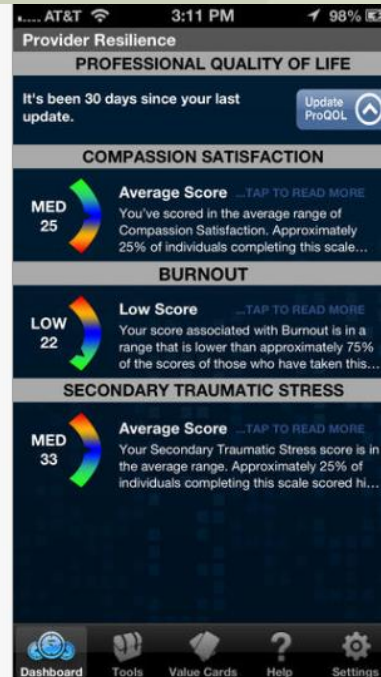 ..... AT&T 3:11 PM 98%
Provider Resilience
PROFESSIONAL QUALITY OF LIFE
It's been 30 days since your last
update.
Update
ProQOL
COMPASSION SATISFACTION
MED
25
Average Score ...TAP TO READ MORE
You've scored in the average range of
Compassion Satisfaction. Approximately
25% of individuals completing this scale...
BURNOUT
LOW
22
Low Score ...TAP TO READ MORE
Your score associated with Burnout is in a
range that is lower than approximately 75%
of the scores of those who have taken this...
SECONDARY TRAUMATIC STRESS
MED
33
Average Score ...TAP TO READ MORE
Your Secondary Traumatic Stress score is in
the average range. Approximately 25% of
individuals completing this scale scored hi...
Dashboard Tools Value Cards Help Settings